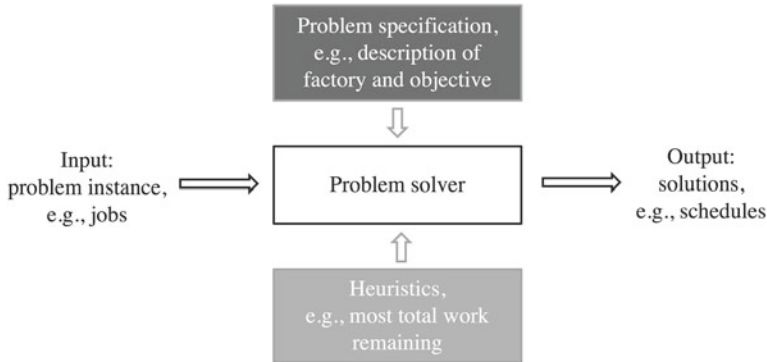 Problem specification,
e.g., description of
factory and objective
Input:
problem instance,
e.g., jobs
Problem solver
Output:
solutions,
e.g., schedules
Heuristics,
e.g., most total work
remaining